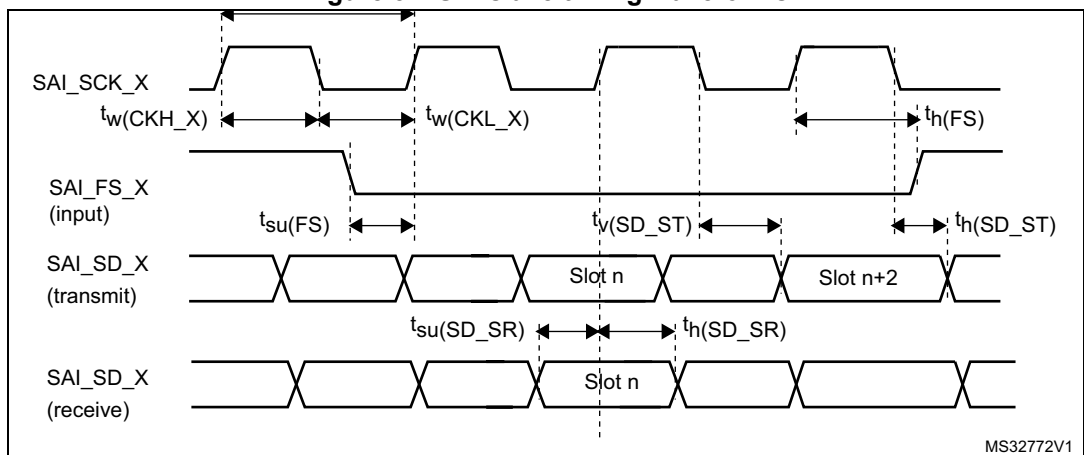 SAI_SCK_X
tw(CKH_X)
tw(CKL_X)
th(FS)
SAI_FS_X
(input)
tsu(FS)
tv(SD_ST)
th(SD_ST)
SAI_SD_X
(transmit)
Slot n
Slot n+2
tsu(SD_SR)
th(SD_SR)
SAI_SD_X
(receive)
Slot n
MS32772V1